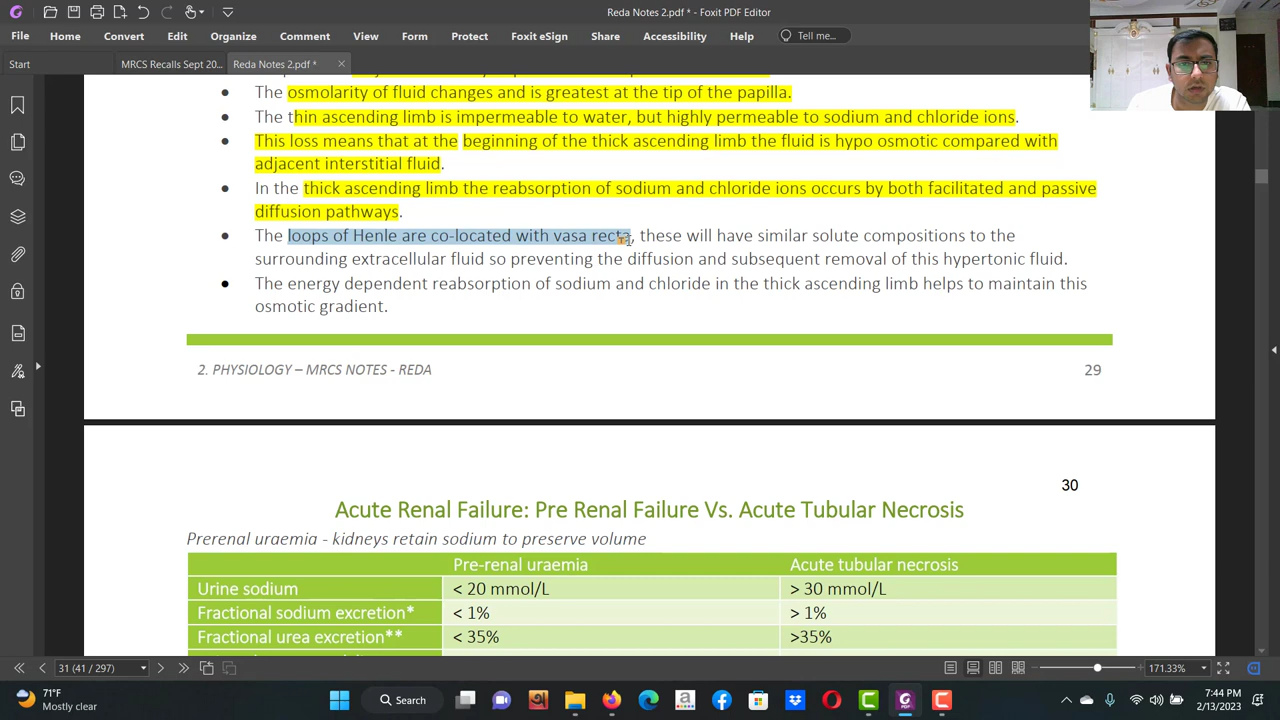 Reda Notes 2.pdf * - Foxit PDF Editor
File Home Convert Edit Organize Comment View Form Protect Foxit eSign Share Accessibility Help Tell me...
Start MRCS Recalls Sept 20... Reda Notes 2.pdf *
The osmolarity of fluid changes and is greatest at the tip of the papilla.
The thin ascending limb is impermeable to water, but highly permeable to sodium and chloride ions.
This loss means that at the beginning of the thick ascending limb the fluid is hypo osmotic compared with
adjacent interstitial fluid.
In the thick ascending limb the reabsorption of sodium and chloride ions occurs by both facilitated and passive
diffusion pathways.
The loops of Henle are co-located with vasa recta, these will have similar solute compositions to the
surrounding extracellular fluid so preventing the diffusion and subsequent removal of this hypertonic fluid.
The energy dependent reabsorption of sodium and chloride in the thick ascending limb helps to maintain this
osmotic gradient.
2. PHYSIOLOGY – MRCS NOTES - REDA 29
30
Acute Renal Failure: Pre Renal Failure Vs. Acute Tubular Necrosis
Prerenal uraemia - kidneys retain sodium to preserve volume
Pre-renal uraemia Acute tubular necrosis
Urine sodium < 20 mmol/L > 30 mmol/L
Fractional sodium excretion* < 1% > 1%
Fractional urea excretion** < 35% >35%
31 (41 / 297) 171.33%
71°F
Mostly clear
Search
7:44 PM
2/13/2023